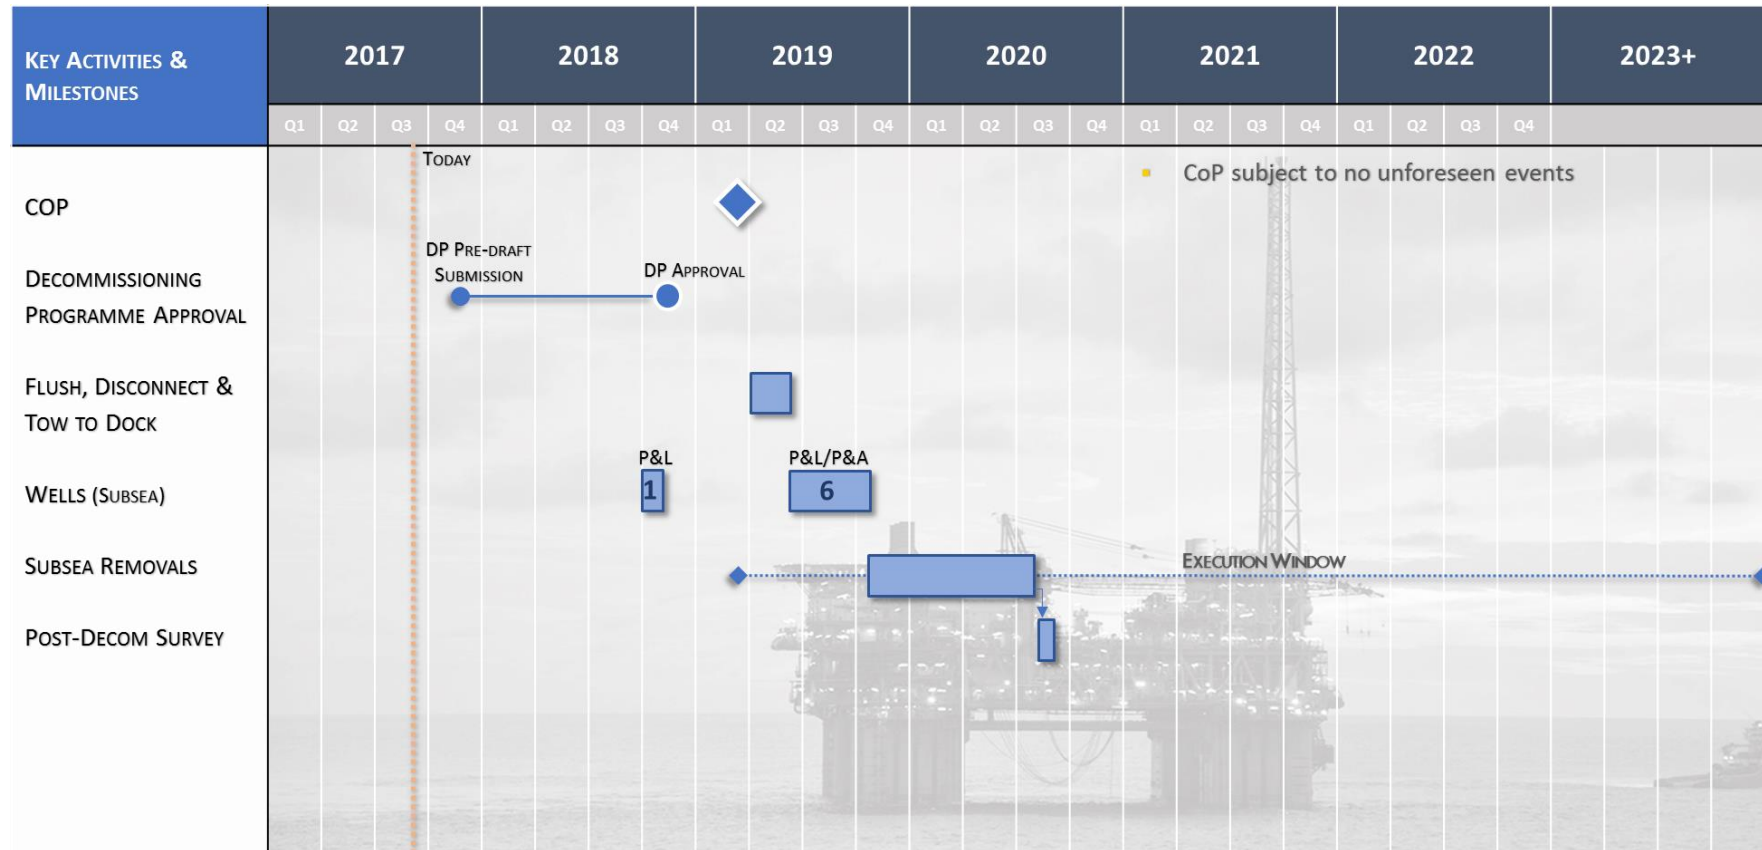 KEY ACTIVITIES &
MILESTONES
2017
2018
2019
2020
2021
2022
2023+
Q1 Q2 Q3 Q4 Q1 Q2 Q3 Q4 Q1 Q2 Q3 Q4 Q1 Q2 Q3 Q4 Q1 Q2 Q3 Q4 Q1 Q2 Q3 Q4
TODAY
CoP subject to no unforeseen events
COP
DP PRE-DRAFT
SUBMISSION
DP APPROVAL
DECOMMISSIONING
PROGRAMME APPROVAL
FLUSH, DISCONNECT &
TOW TO DOCK
P&L
P&L/P&A
WELLS (SUBSEA)
1
6
SUBSEA REMOVALS
EXECUTION WINDOW
POST-DECOM SURVEY